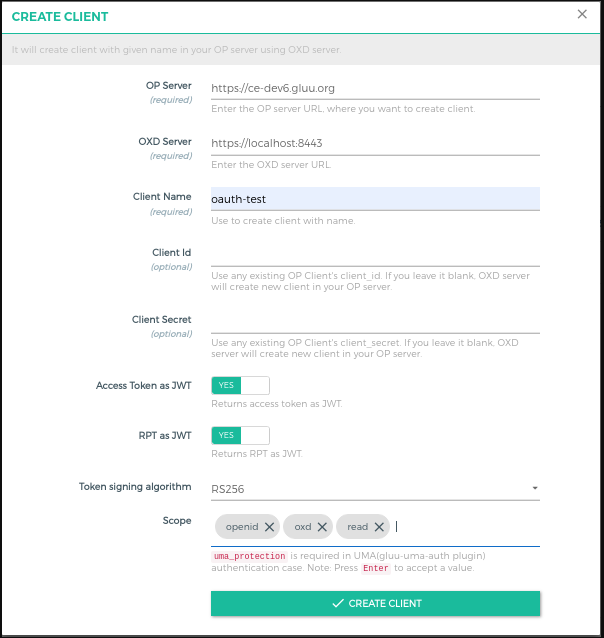 CREATE CLIENT
It will create client with given name in your OP server using OXD server
OP Server
(required)
https://ce-dev6.gluu.org
Enter the OP server URL, where you want to create client.
OXD Server
(required)
https://localhost:8443
Enter the OXD server URL
Client Name
(required)
oauth-test
Use to create client with name.
Client Id
(optional)
Use any existing OP Client's client_id. If you leave it blank, OXD server
will create new client in your OP server.
Client Secret
(optional)
Use any existing OP Client's client_secret. If you leave it blank, OXD
server will create new client in your OP server.
Access Token as JWT
YES
Returns access token as JWT.
RPT as JWT
YES
Returns RPT as JWT.
Token signing algorithm
RS256
Scope
openid oxd read
uma_protection is required in UMA(gluu-uma-auth plugin)
authentication case. Note: Press Enter to accept a value.
CREATE CLIENT